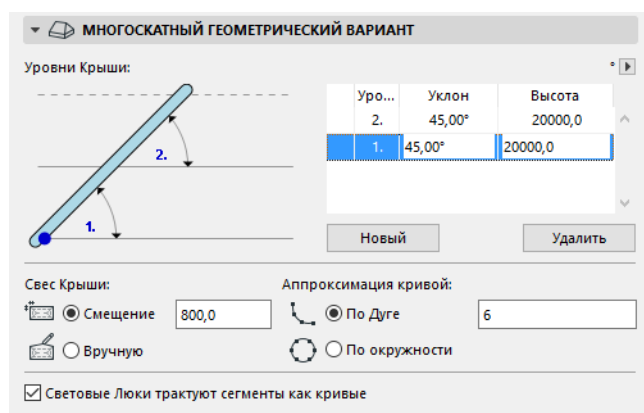 МНОГОСКАТНЫЙ ГЕОМЕТРИЧЕСКИЙ ВАРИАНТ
Уровни Крыши:
°
Уро... Уклон Высота
2. 45,00° 20000,0
1. 45,00° 20000,0
2.
1.
Новый Удалить
Свес Крыши: Аппроксимация кривой:
Смещение 800,0 По Дуге 6
Вручную По окружности
Световые Люки трактуют сегменты как кривые